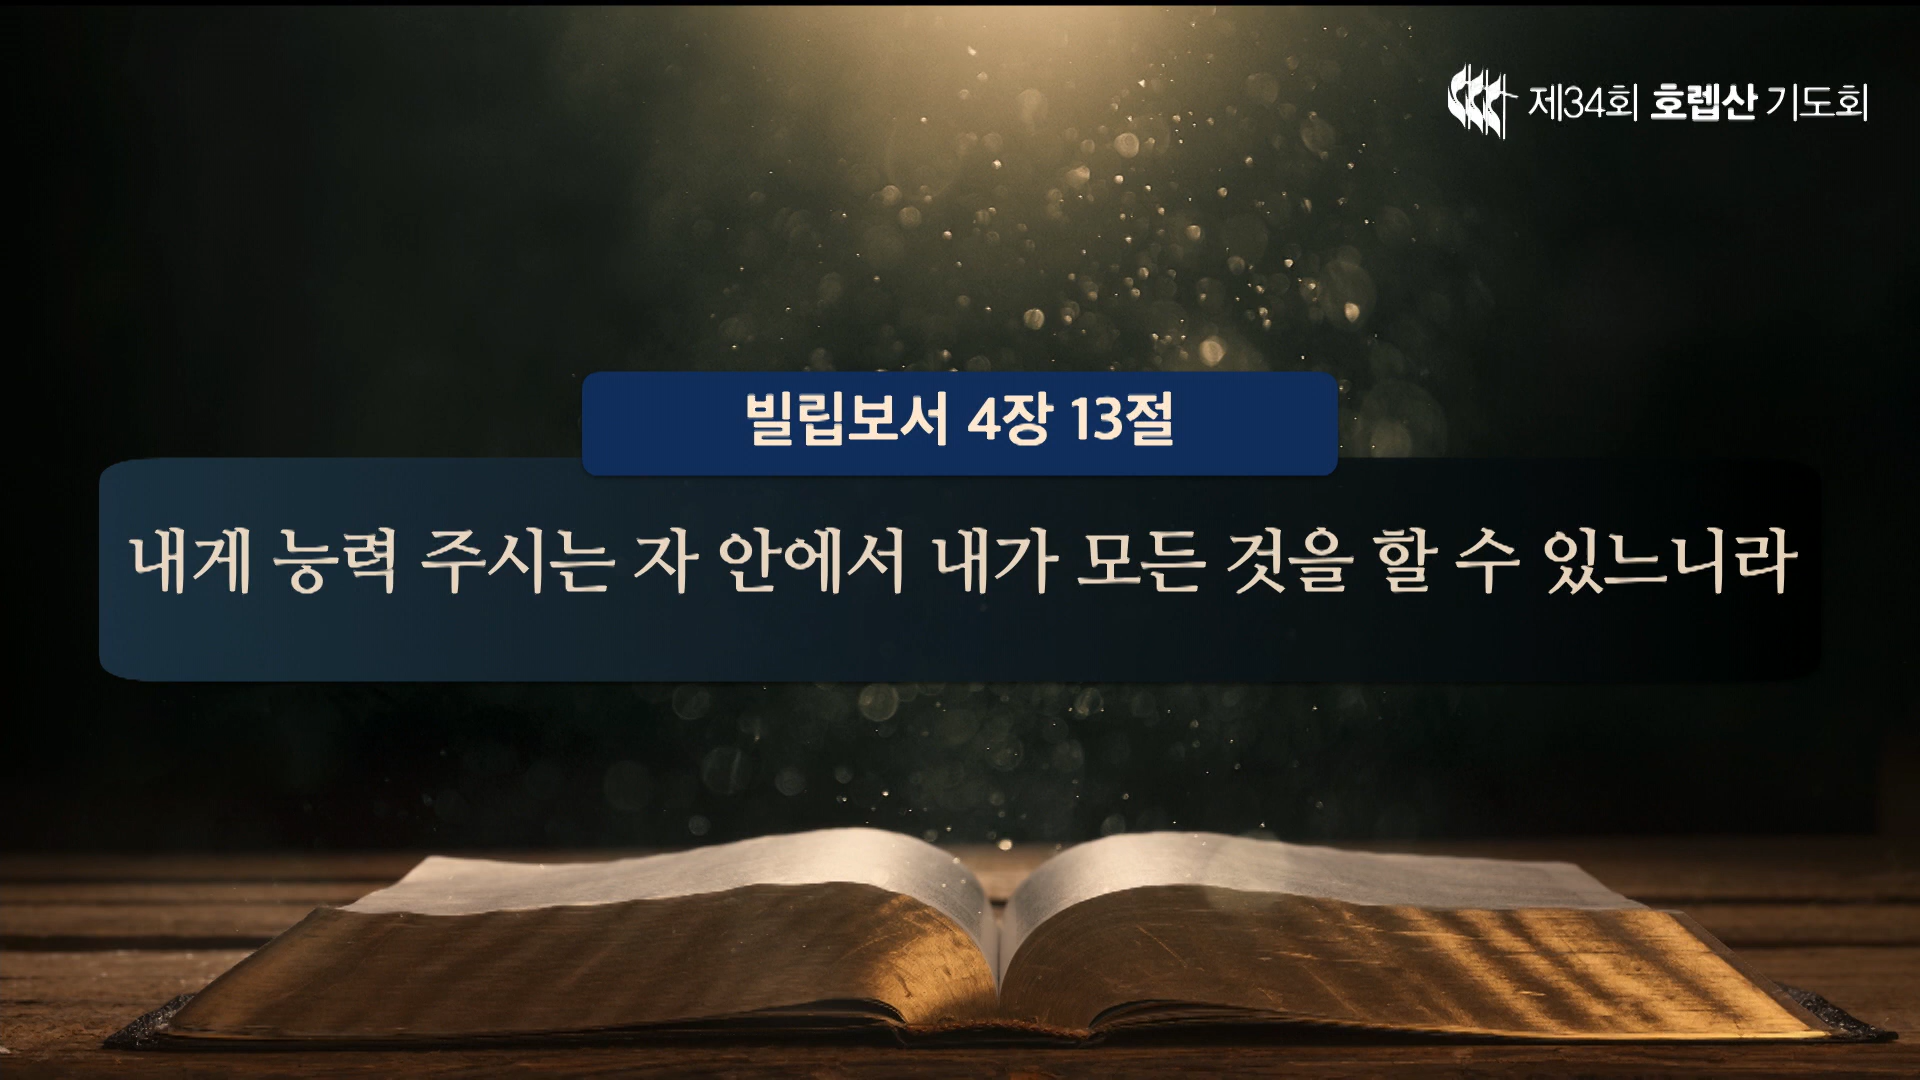 제34회 호렙산 기도회
빌립보서 4장 13절
내게 능력 주시는 자 안에서 내가 모든 것을 할 수 있느니라